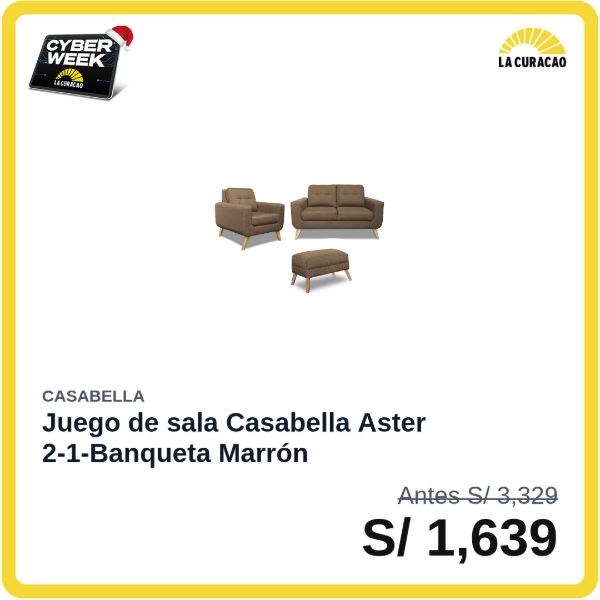 CYBER
WEEK
LA CURACAO
LA CURACAO
CASABELLA
Juego de sala Casabella Aster
2-1-Banqueta Marrón
Antes S/ 3,329
S/ 1,639